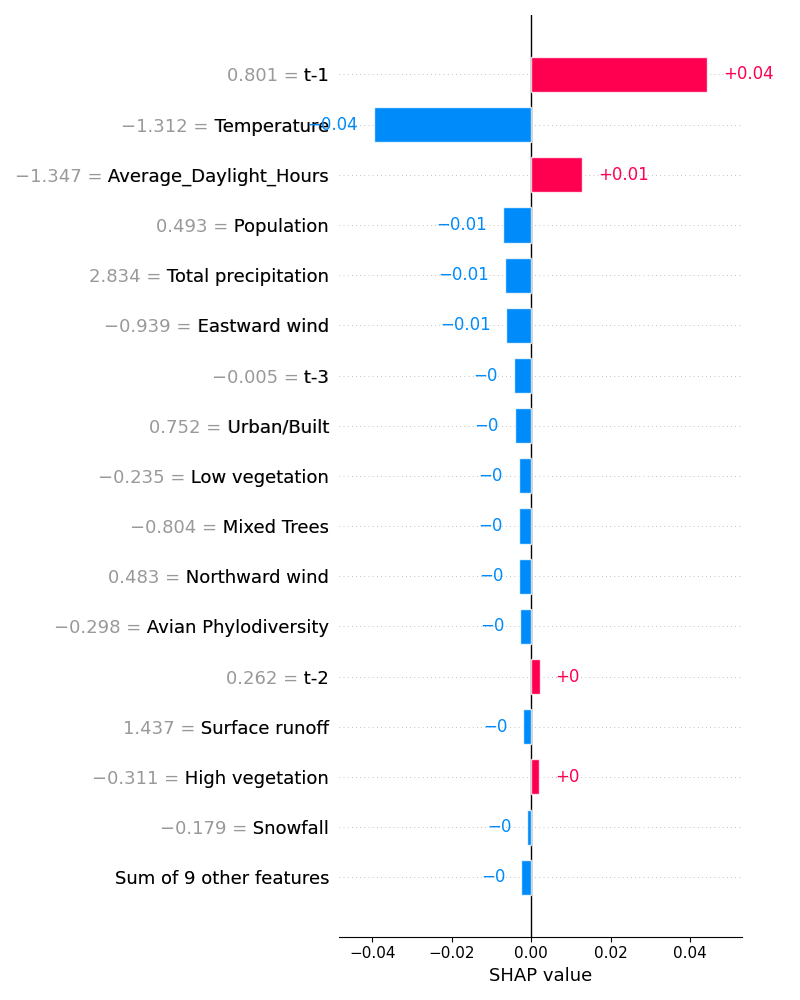 0.801 = t-1 +0.04
−1.312 = Temperature −0.04
−1.347 = Average_Daylight_Hours +0.01
0.493 = Population −0.01
2.834 = Total precipitation −0.01
−0.939 = Eastward wind −0.01
−0.005 = t-3 −0
0.752 = Urban/Built −0
−0.235 = Low vegetation −0
−0.804 = Mixed Trees −0
0.483 = Northward wind −0
−0.298 = Avian Phylodiversity −0
0.262 = t-2 +0
1.437 = Surface runoff −0
−0.311 = High vegetation +0
−0.179 = Snowfall −0
Sum of 9 other features −0
−0.04 −0.02 0.00 0.02 0.04
SHAP value